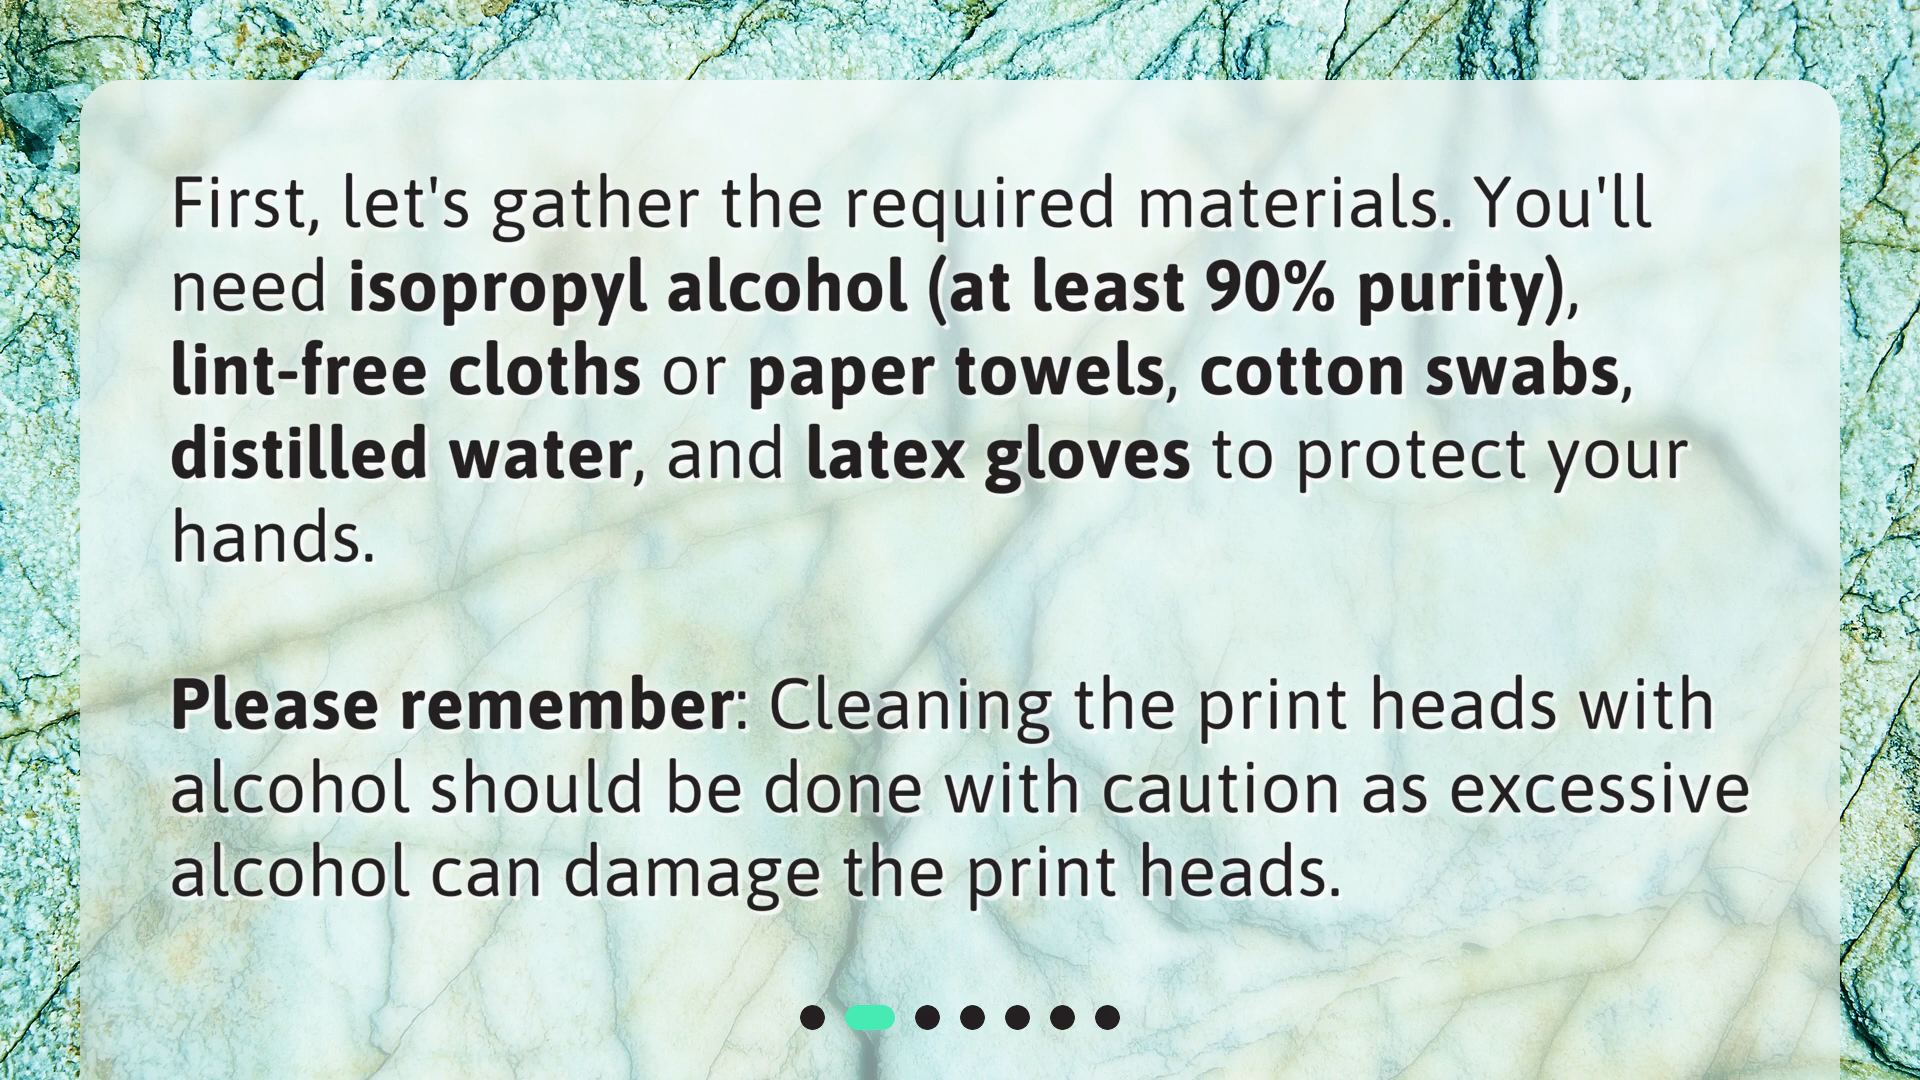 First, let's gather the required materials. You'll
need isopropyl alcohol (at least 90% purity),
lint-free cloths or paper towels, cotton swabs,
distilled water, and latex gloves to protect your
hands.
Please remember: Cleaning the print heads with
alcohol should be done with caution as excessive
alcohol can damage the print heads.